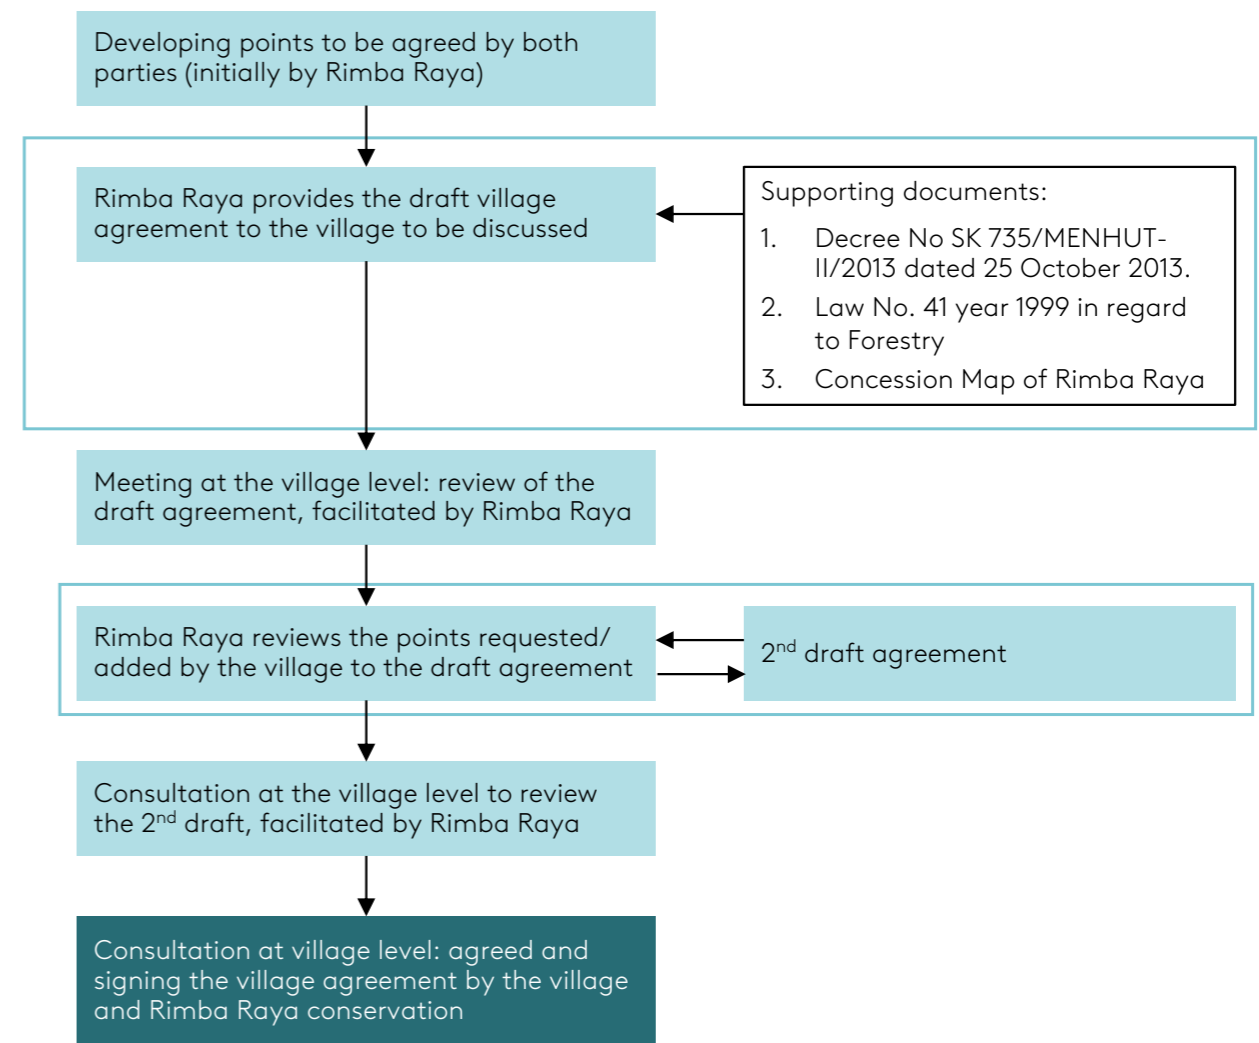 Developing points to be agreed by both
parties (initially by Rimba Raya)
Rimba Raya provides the draft village
agreement to the village to be discussed
Supporting documents:
1. Decree No SK 735/MENHUT-
II/2013 dated 25 October 2013.
2. Law No. 41 year 1999 in regard
to Forestry
3. Concession Map of Rimba Raya
Meeting at the village level: review of the
draft agreement, facilitated by Rimba Raya
Rimba Raya reviews the points requested/
added by the village to the draft agreement
2nd draft agreement
Consultation at the village level to review
the 2nd draft, facilitated by Rimba Raya
Consultation at village level: agreed and
signing the village agreement by the village
and Rimba Raya conservation